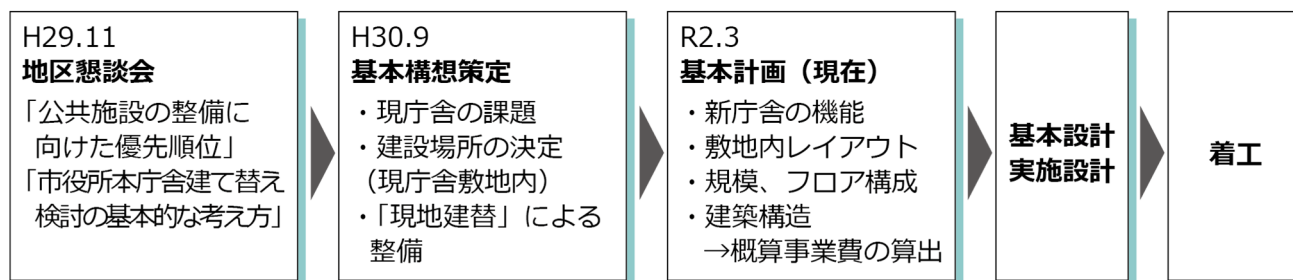 H29.11
地区懇談会
「公共施設の整備に
向けた優先順位」
「市役所本庁舎建て替え
検討の基本的な考え方」
H30.9
基本構想策定
・現庁舎の課題
・建設場所の決定
（現庁舎敷地内）
・「現地建替」による
整備
R2.3
基本計画（現在）
・新庁舎の機能
・敷地内レイアウト
・規模、フロア構成
・建築構造
→概算事業費の算出
基本設計
実施設計
着工